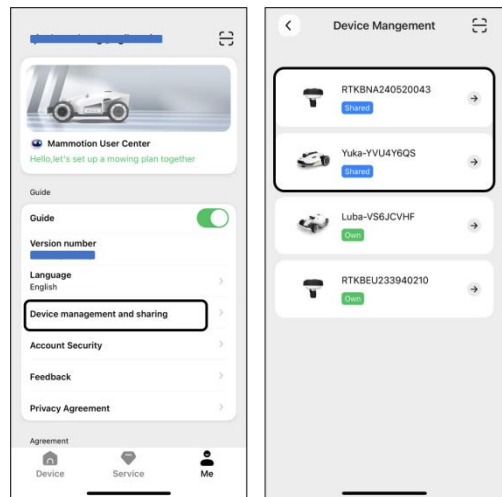 Mammotion User Center
Hello,let's set up a mowing plan together
Guide
Guide
Version number
Language
English
Device management and sharing
Account Security
Feedback
Privacy Agreement
Agreement
Device
Service
Me
Device Mangement
RTKBNA240520043
Shared
Yuka-YVU4Y6QS
Shared
Luba-VS6JCVHF
Own
RTKBEU233940210
Own